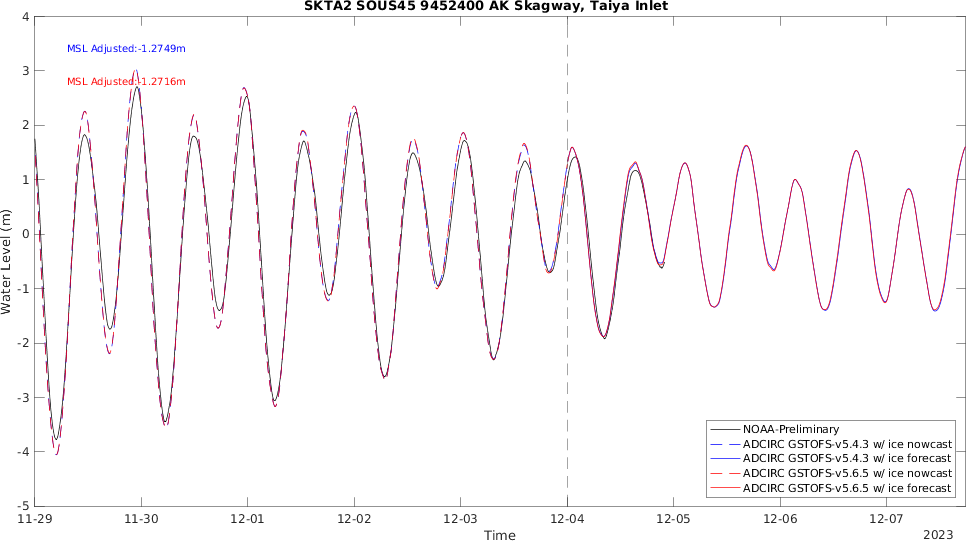 SKTA2 SOUS45 9452400 AK Skagway, Taiya Inlet
MSL Adjusted:-1.2749m
MSL Adjusted:-1.2716m
Water Level (m)
4
3
2
1
0
-1
-2
-3
-4
-5
11-29
11-30
12-01
12-02
12-03
12-04
12-05
12-06
12-07
Time
2023
NOAA-Preliminary
ADCIRC GSTOFS-v5.4.3 w/ ice nowcast
ADCIRC GSTOFS-v5.4.3 w/ ice forecast
ADCIRC GSTOFS-v5.6.5 w/ ice nowcast
ADCIRC GSTOFS-v5.6.5 w/ ice forecast